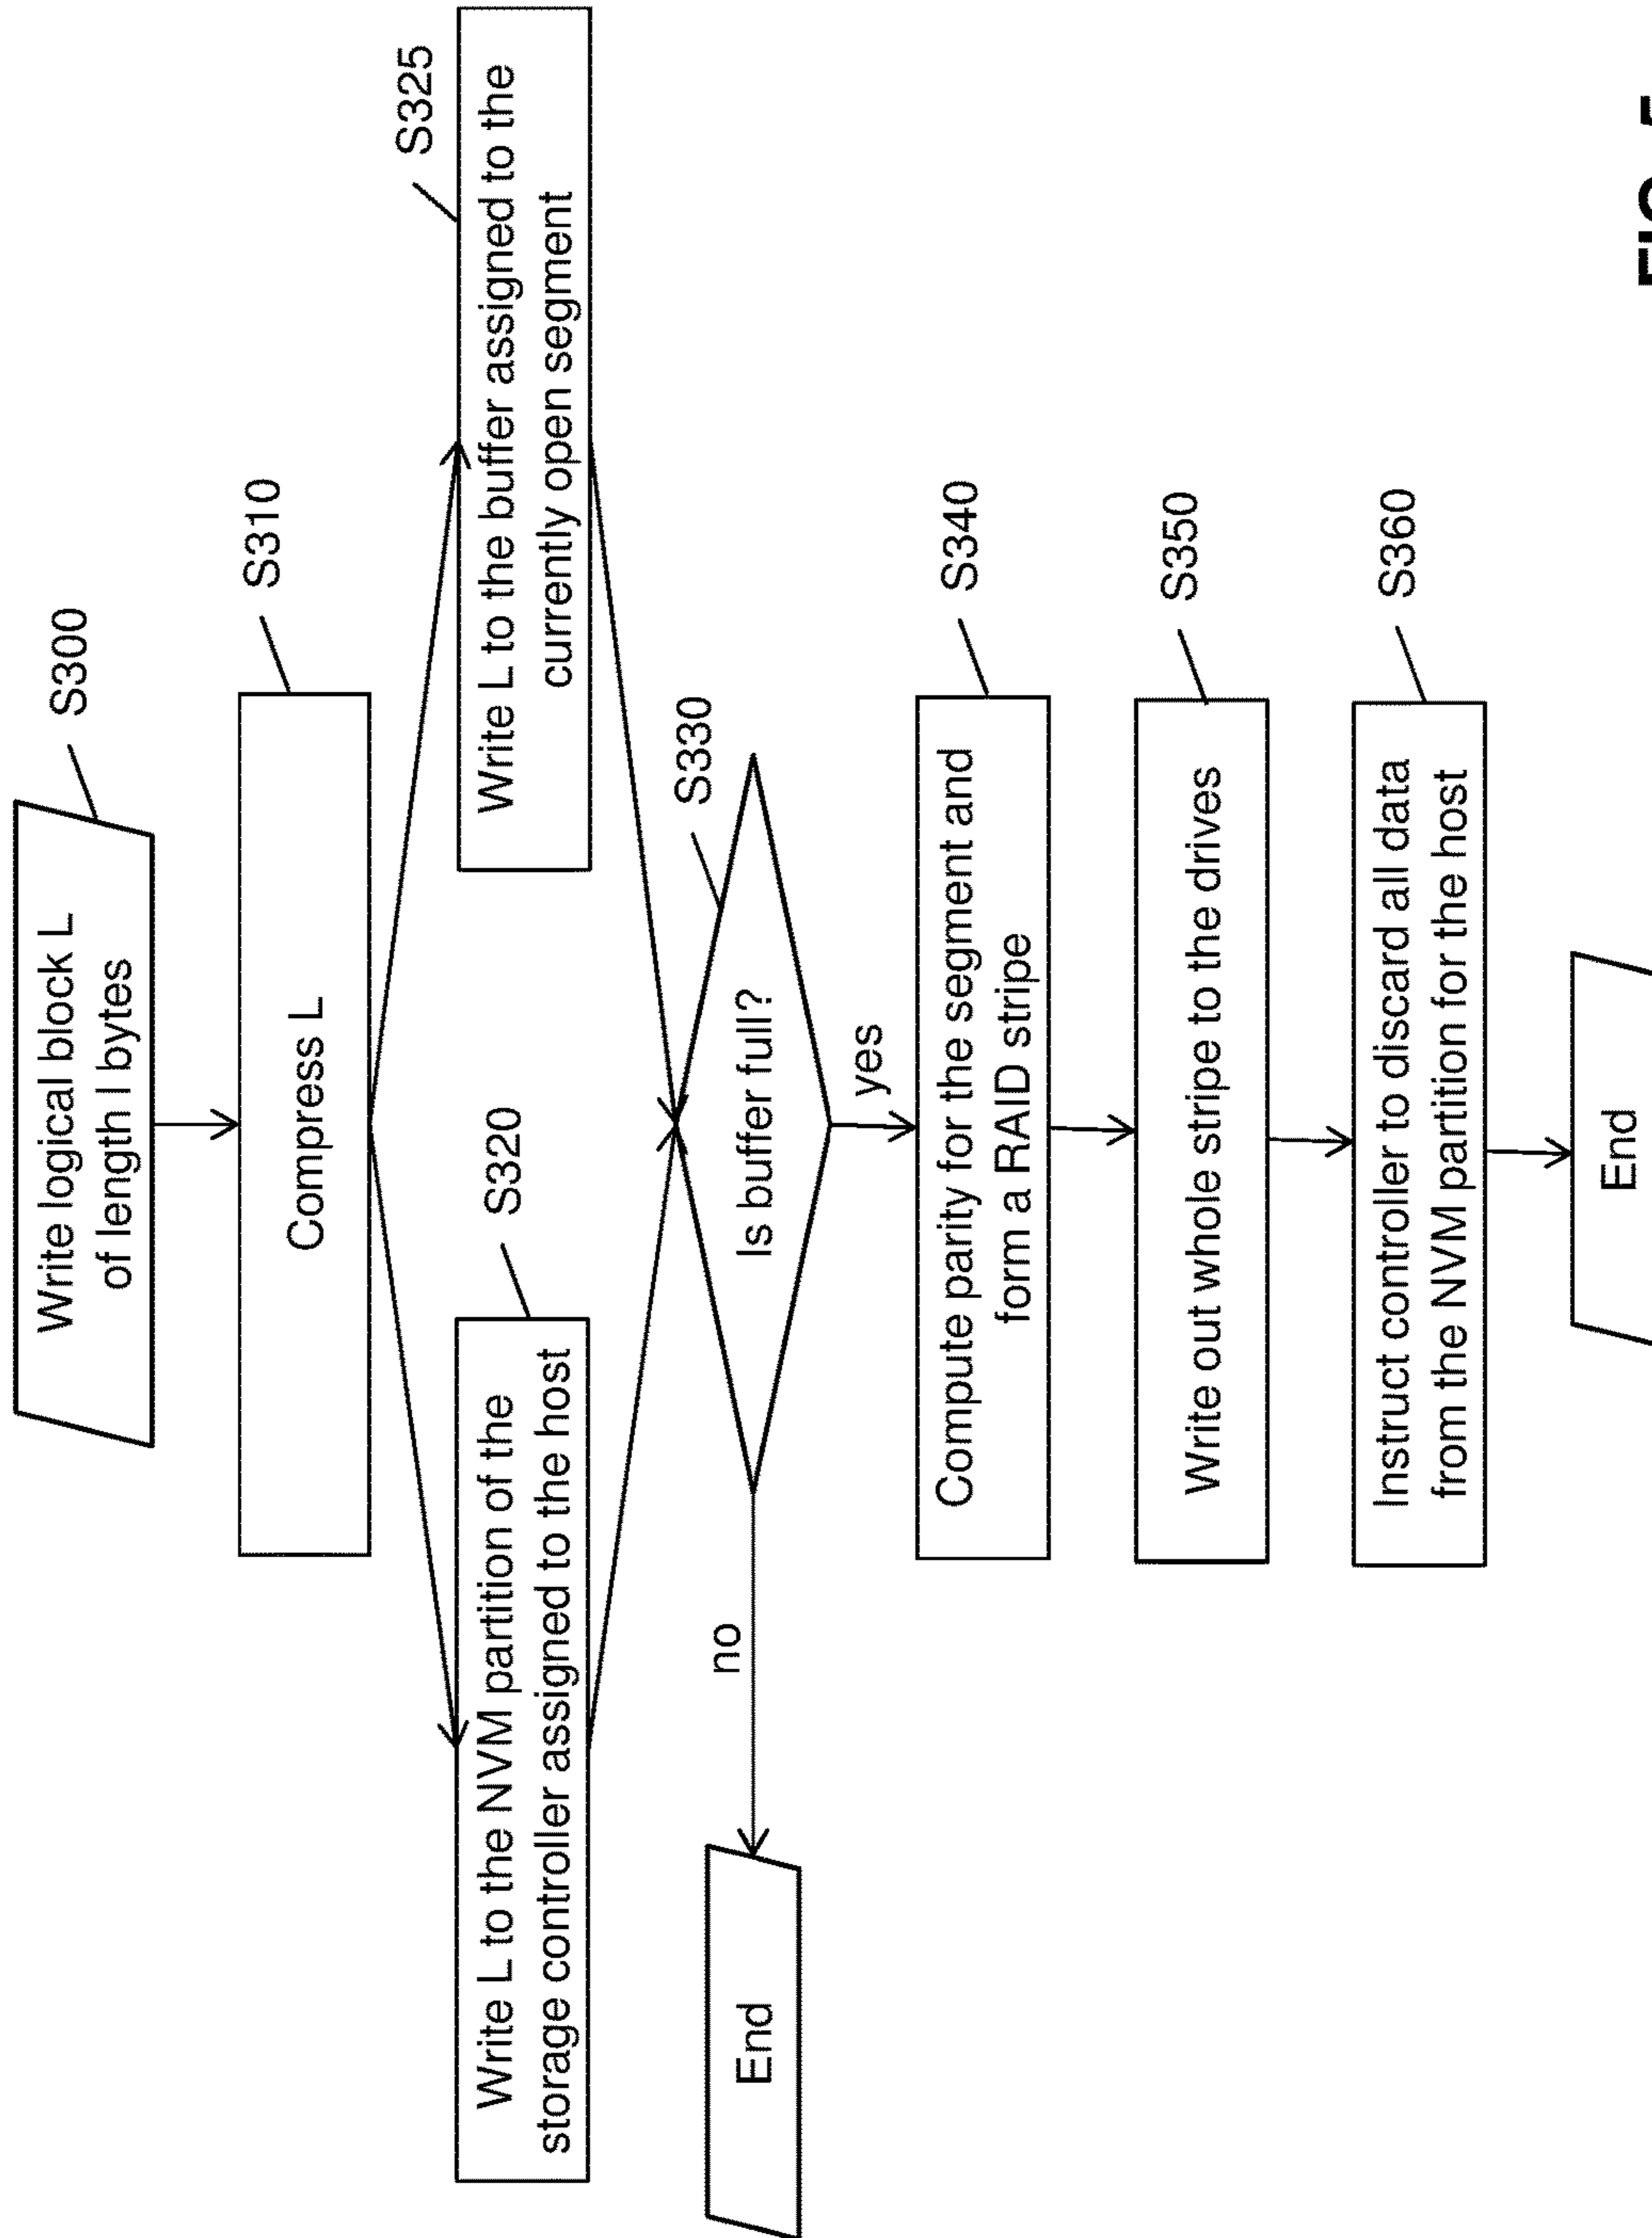 Write logical block L
of length l bytes
S300
Compress L
S310
Write L to the NVM partition of the
storage controller assigned to the host
S320
Write L to the buffer assigned to the
currently open segment
S325
Is buffer full?
S330
no
End
yes
Compute parity for the segment and
form a RAID stripe
S340
Write out whole stripe to the drives
S350
Instruct controller to discard all data
from the NVM partition for the host
S360
End